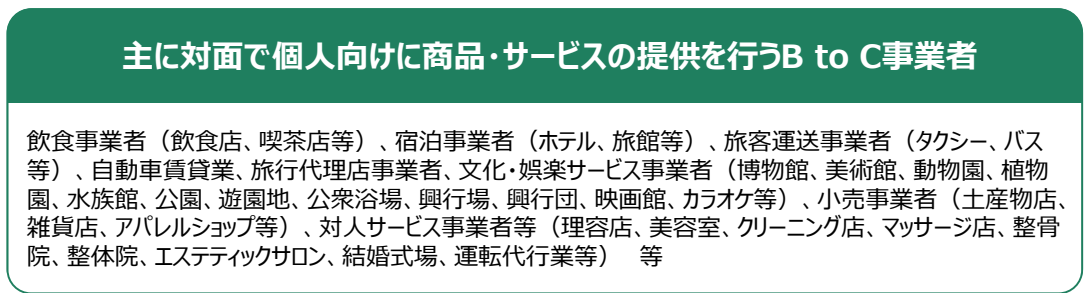 主に対面で個人向けに商品・サービスの提供を行うB to C事業者
飲食事業者（飲食店、喫茶店等）、宿泊事業者（ホテル、旅館等）、旅客運送事業者（タクシー、バス
等）、自動車賃貸業、旅行代理店事業者、文化・娯楽サービス事業者（博物館、美術館、動物園、植物
園、水族館、公園、遊園地、公衆浴場、興行場、興行団、映画館、カラオケ等）、小売事業者（土産物店、
雑貨店、アパレルショップ等）、対人サービス事業者等（理容店、美容室、クリーニング店、マッサージ店、整骨
院、整体院、エステティックサロン、結婚式場、運転代行業等）　等